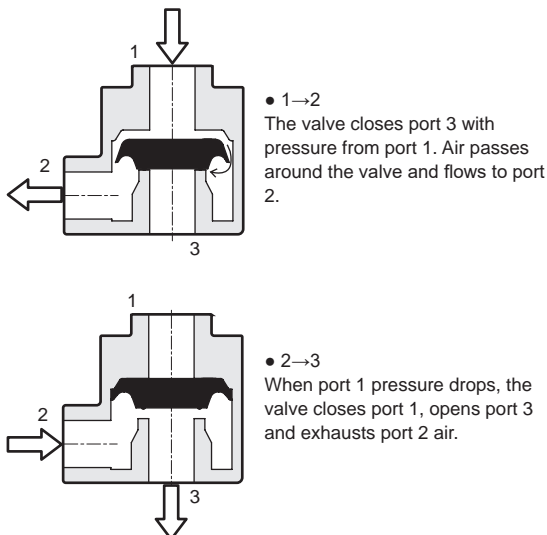 1
● 1→2
The valve closes port 3 with
pressure from port 1. Air passes
around the valve and flows to port
2.
2
3
1
● 2→3
When port 1 pressure drops, the
valve closes port 1, opens port 3
and exhausts port 2 air.
2
3